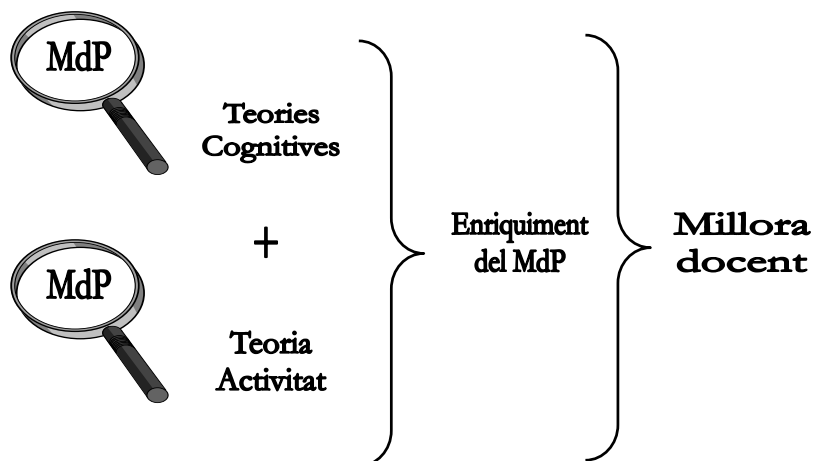 MdP
Teories
Cognitives
+
MdP
Teoria
Activitat
Enriquiment
del MdP
Millora
docent